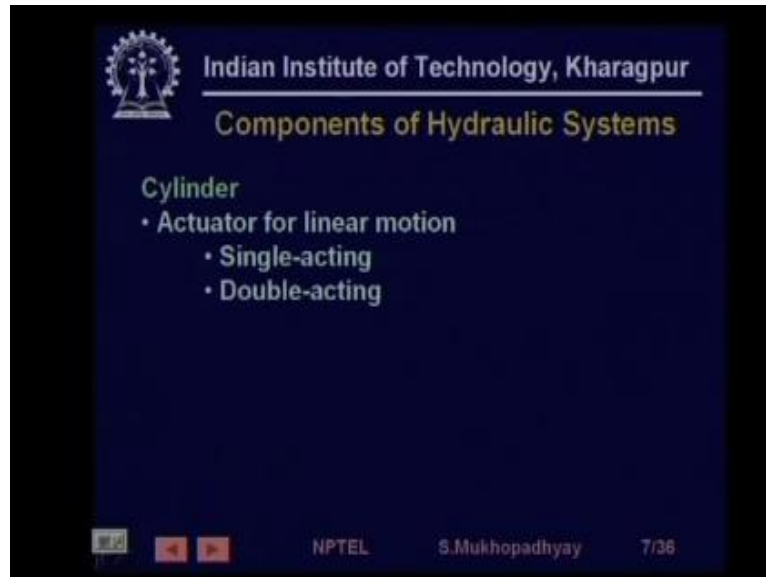 Indian Institute of Technology, Kharagpur
Components of Hydraulic Systems
Cylinder
• Actuator for linear motion
• Single-acting
• Double-acting
NPTEL S.Mukhopadhyay 7/36